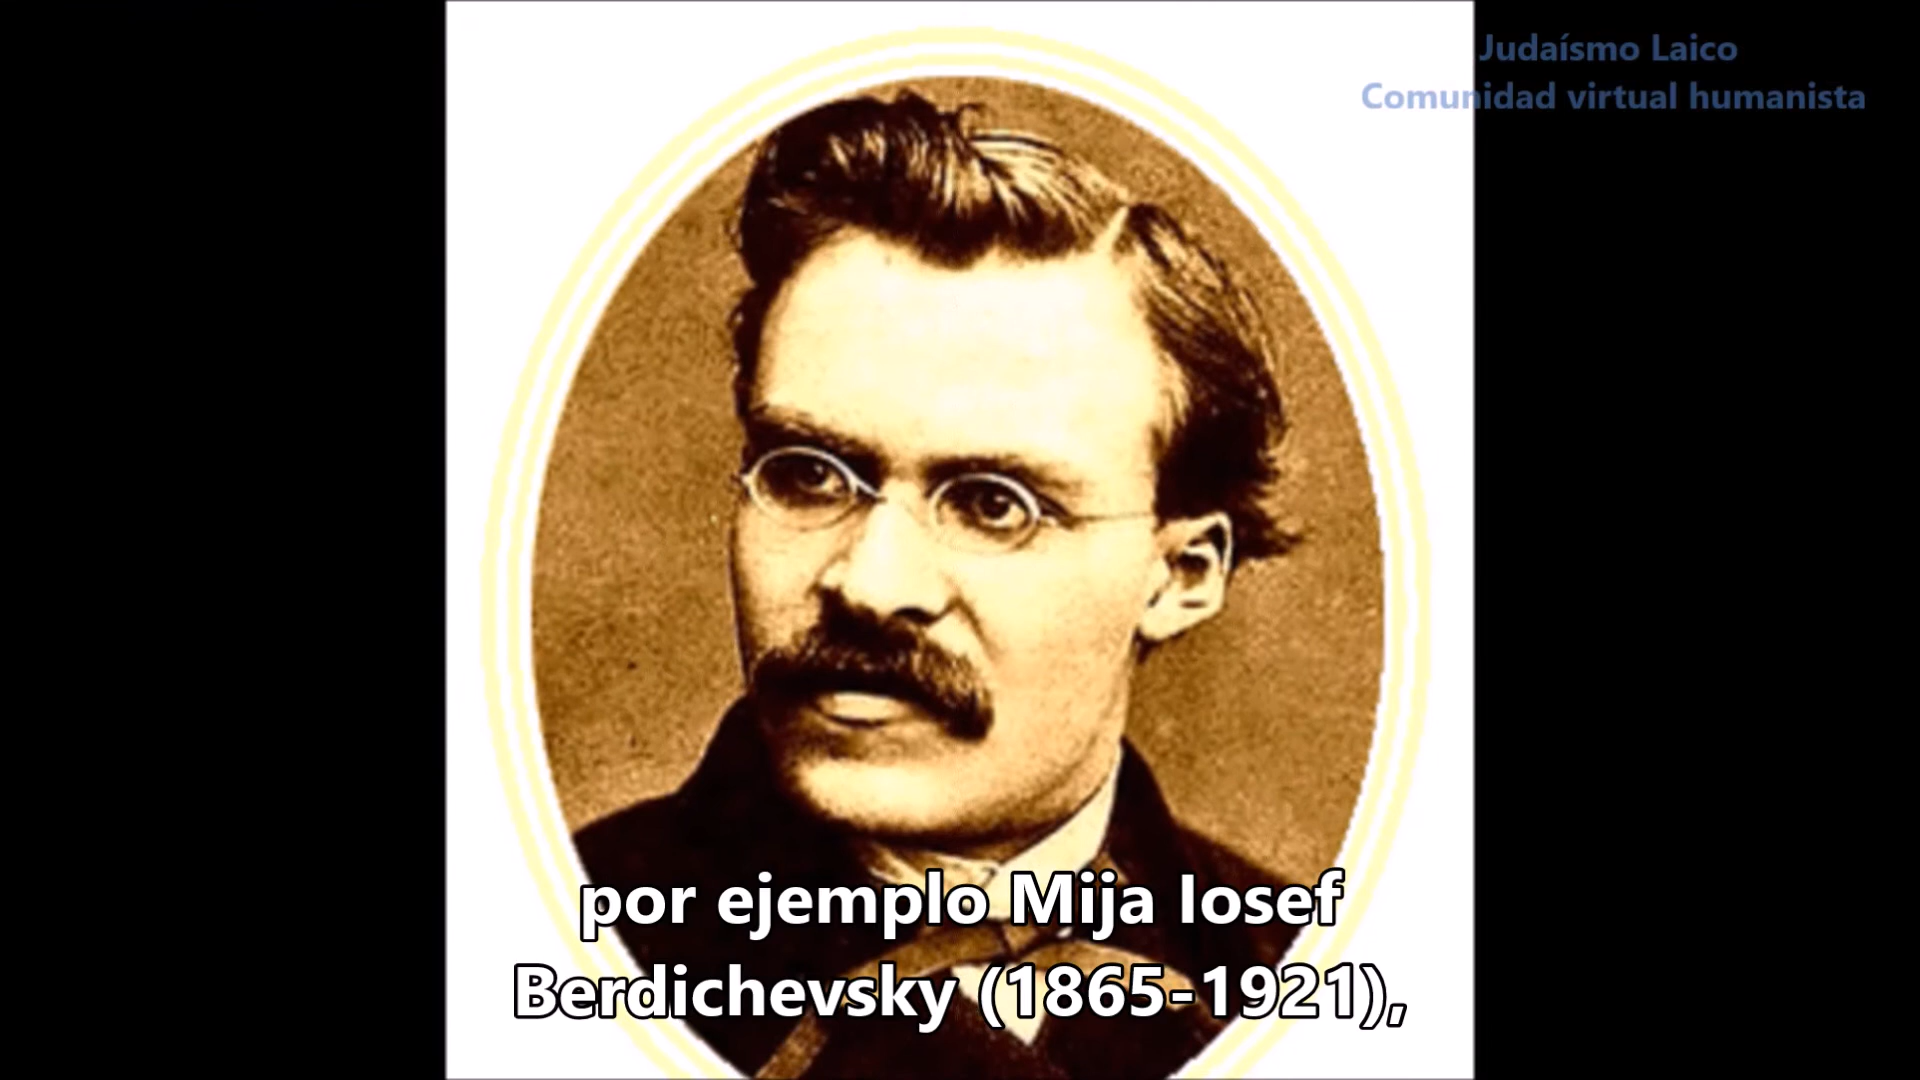 Judaísmo Laico
Comunidad virtual humanista
por ejemplo Mija Iosef
Berdichevsky (1865-1921),